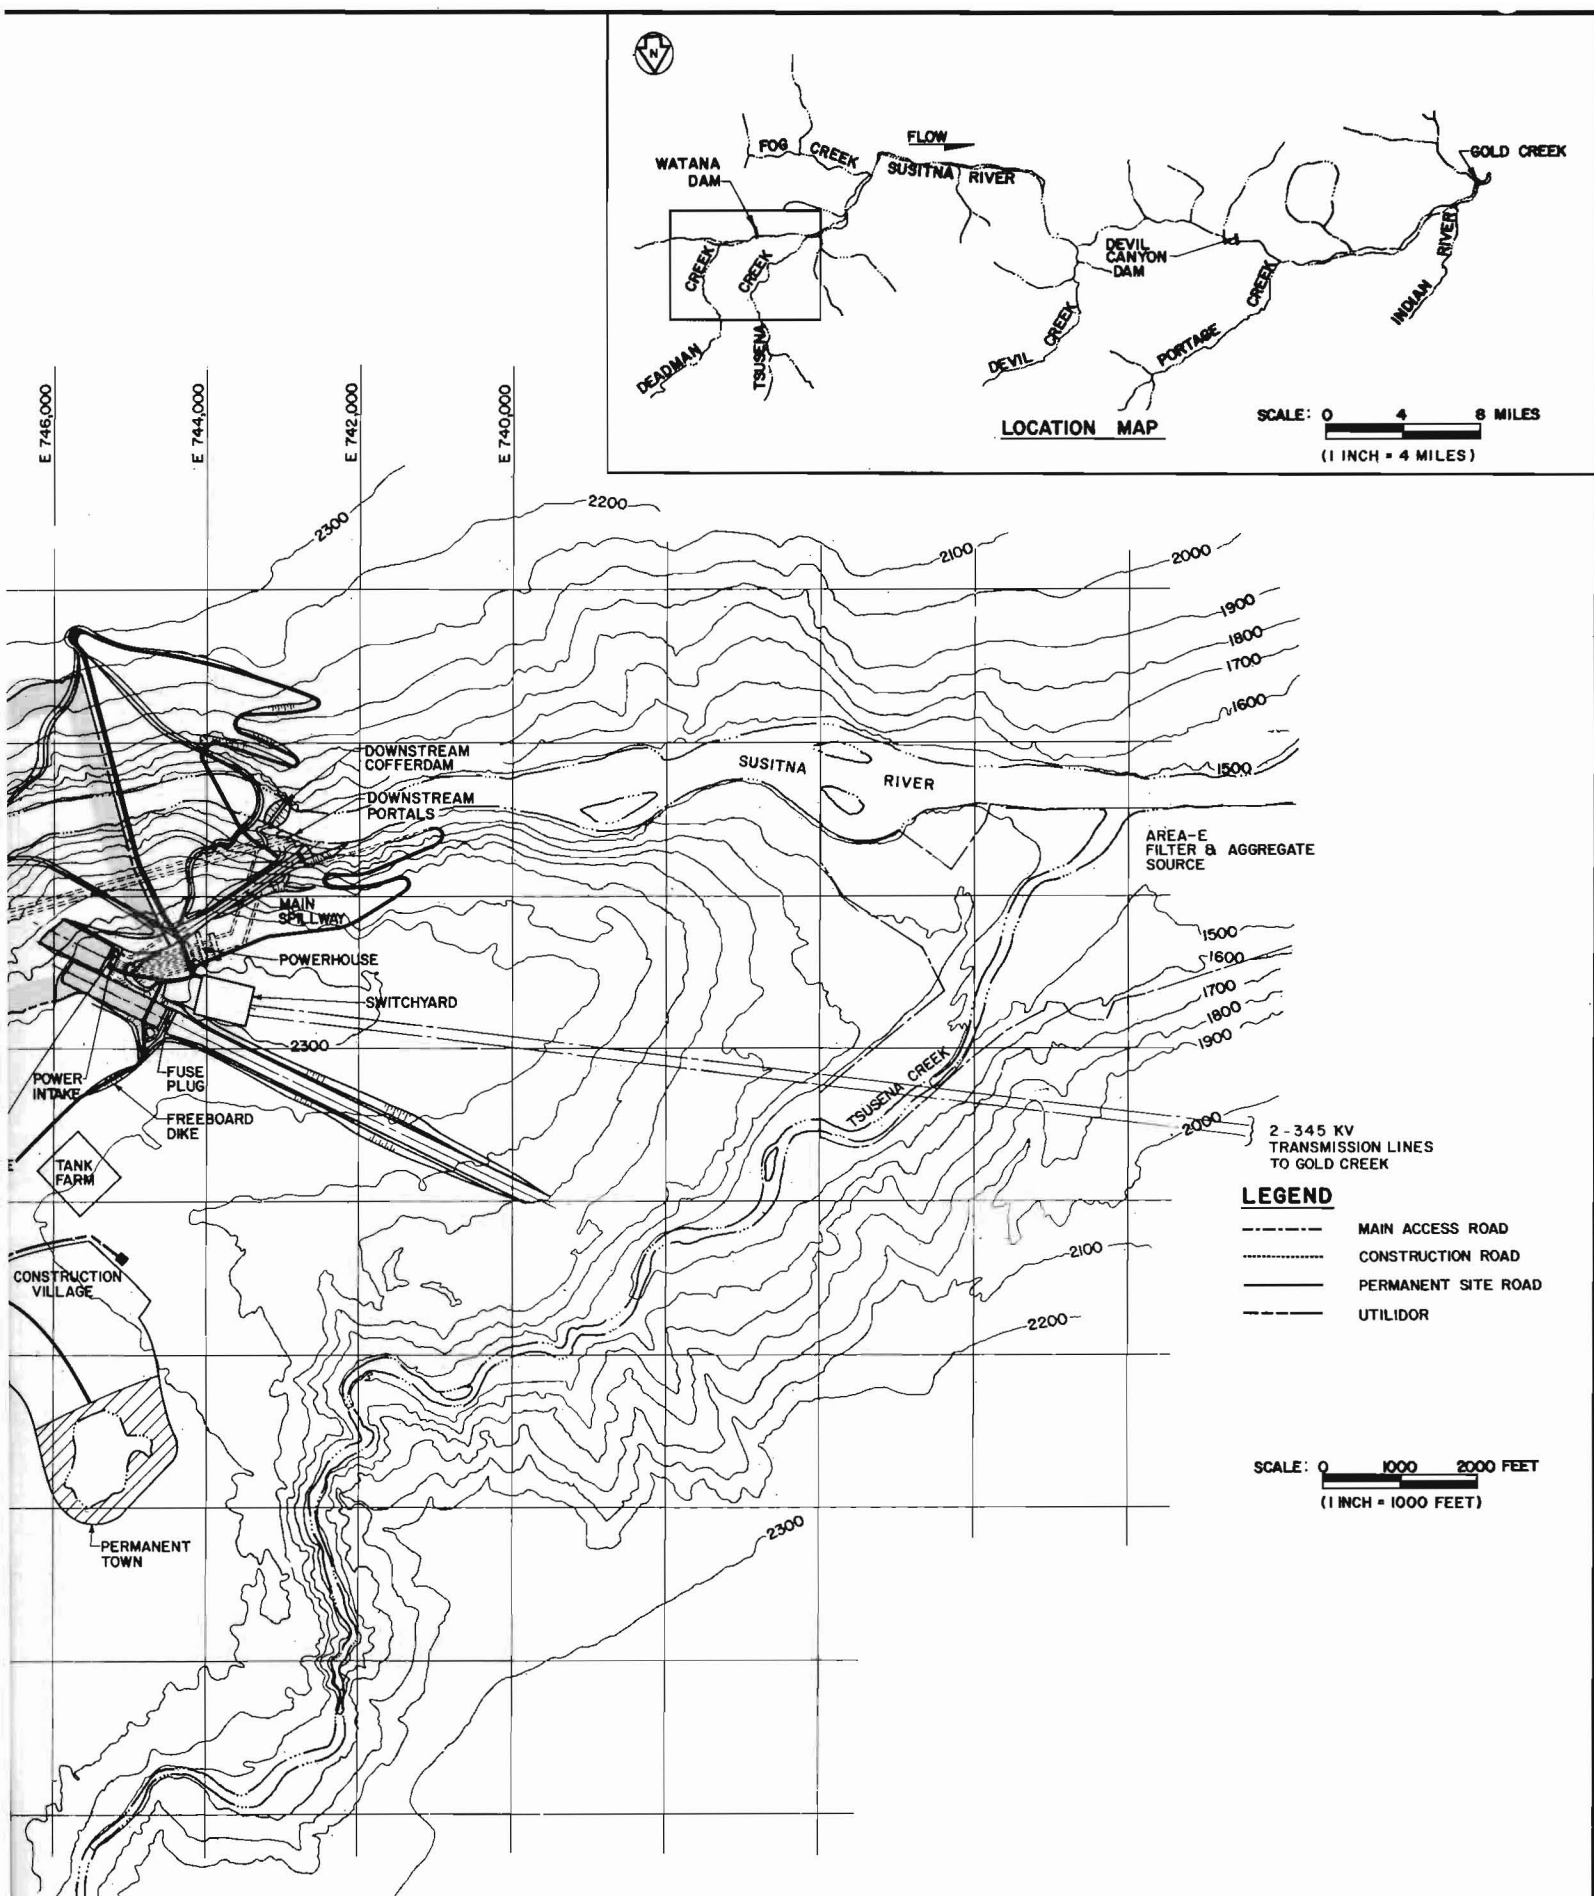 N
FLOW
FOG CREEK
WATANA
DAM
SUSITNA RIVER
GOLD CREEK
DEVIL
CANYON
DAM
CREEK
CREEK
DEADMAN
TSUSENA
DEVIL CREEK
PORTAGE CREEK
INDIAN RIVER
LOCATION MAP
SCALE: 0 4 8 MILES
(1 INCH = 4 MILES)
E 746,000
E 744,000
E 742,000
E 740,000
2300
2200
2100
2000
1900
1800
1700
1600
1500
DOWNSTREAM
COFFERDAM
SUSITNA RIVER
DOWNSTREAM
PORTALS
AREA-E
FILTER & AGGREGATE
SOURCE
MAIN
SPILLWAY
1500
1600
1700
1800
1900
POWERHOUSE
SWITCHYARD
2300
POWER
INTAKE
FUSE
PLUG
TSUSENA CREEK
FREEBOARD
DIKE
2000
2-345 KV
TRANSMISSION LINES
TO GOLD CREEK
TANK
FARM
LEGEND
MAIN ACCESS ROAD
CONSTRUCTION ROAD
PERMANENT SITE ROAD
UTILIDOR
2100
CONSTRUCTION
VILLAGE
2200
SCALE: 0 1000 2000 FEET
(1 INCH = 1000 FEET)
2300
PERMANENT
TOWN